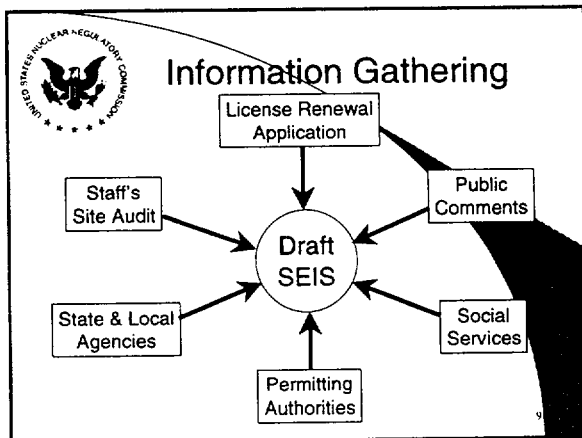 UNITED STATES NUCLEAR REGULATORY COMMISSION
Information Gathering
License Renewal
Application
Staff's
Site Audit
Public
Comments
Draft
SEIS
State & Local
Agencies
Social
Services
Permitting
Authorities
9